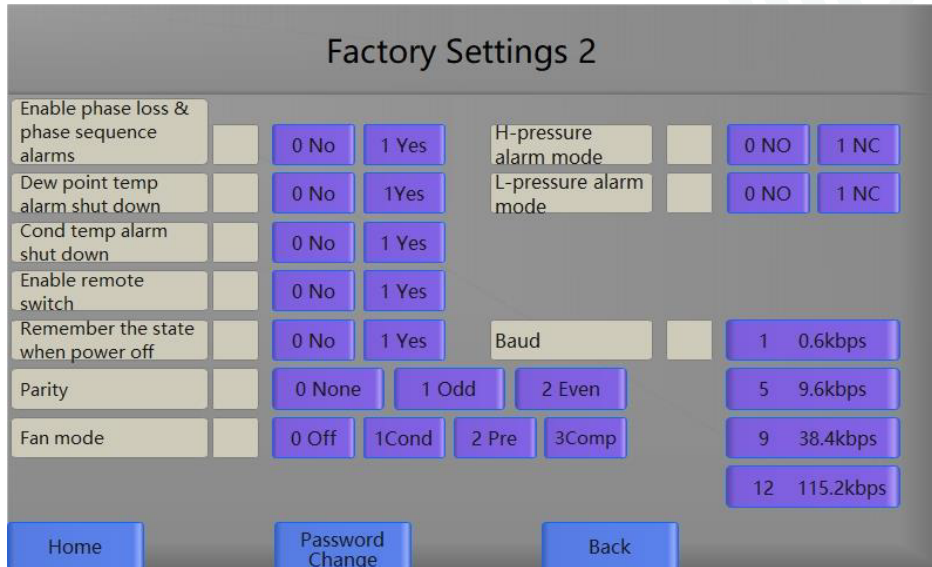 Factory Settings 2
Enable phase loss &
phase sequence
alarms
0 No
1 Yes
H-pressure
alarm mode
0 NO
1 NC
Dew point temp
alarm shut down
0 No
1Yes
L-pressure alarm
mode
0 NO
1 NC
Cond temp alarm
shut down
0 No
1 Yes
Enable remote
switch
0 No
1 Yes
Remember the state
when power off
0 No
1 Yes
Baud
1 0.6kbps
Parity
0 None
1 Odd
2 Even
5 9.6kbps
Fan mode
0 Off
1Cond
2 Pre
3Comp
9 38.4kbps
12 115.2kbps
Home
Password
Change
Back